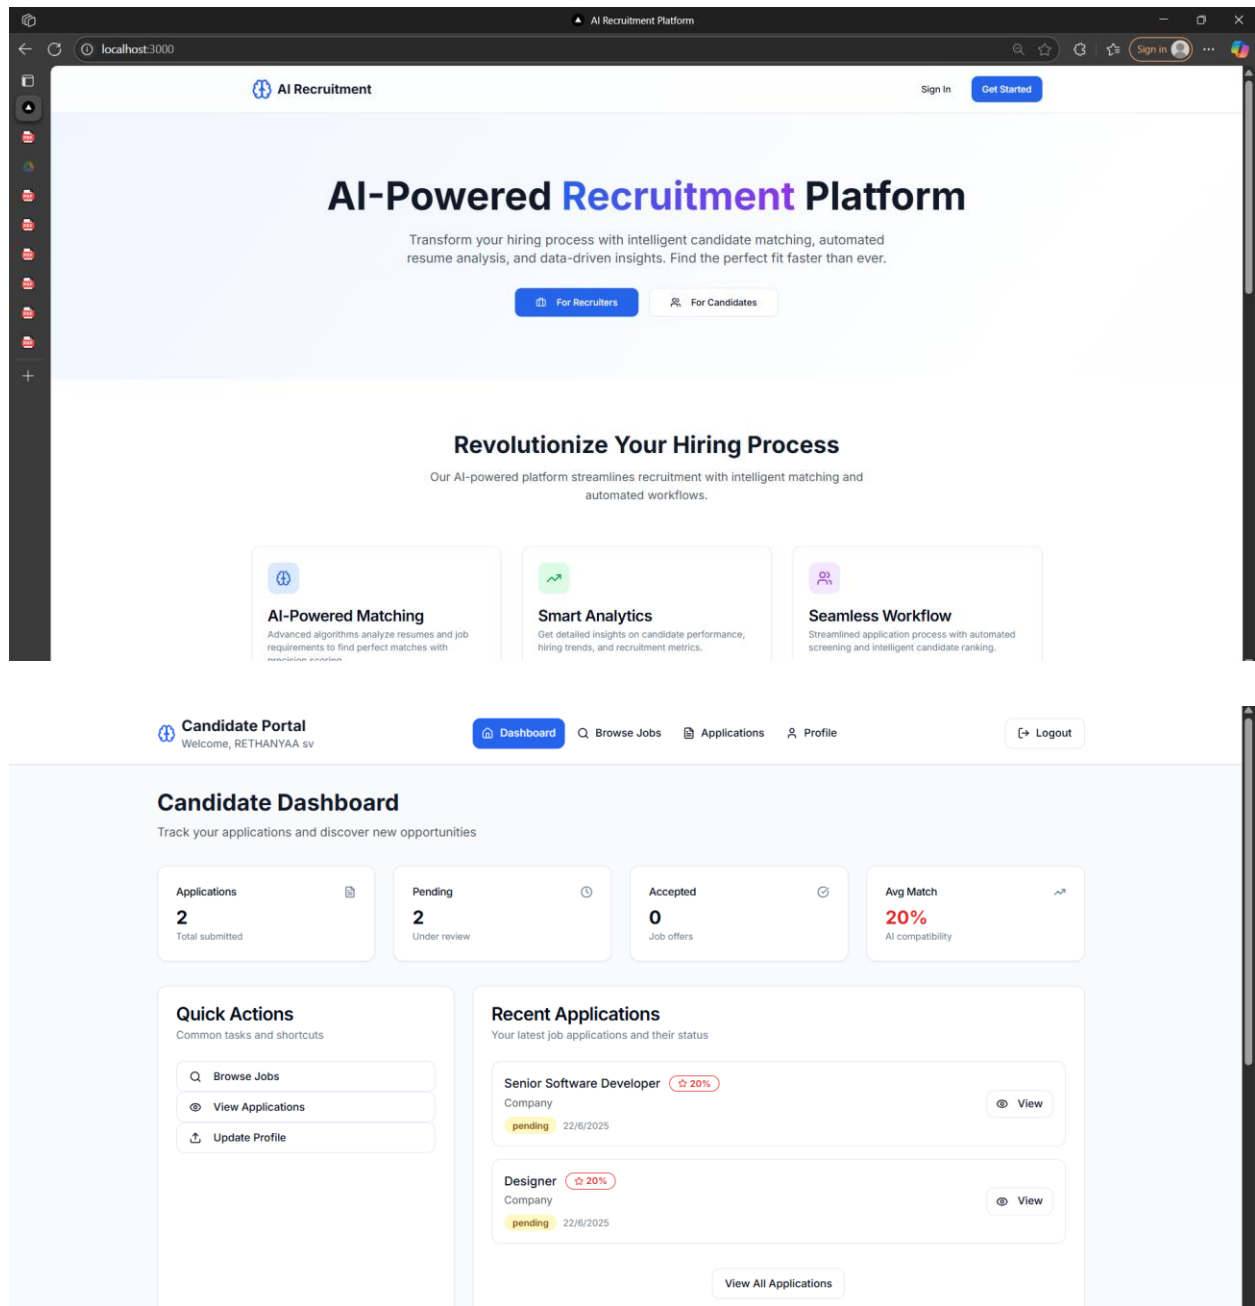 AI Recruitment Platform
localhost:3000
Sign in
AI Recruitment
Sign In
Get Started
AI-Powered Recruitment Platform
Transform your hiring process with intelligent candidate matching, automated
resume analysis, and data-driven insights. Find the perfect fit faster than ever.
For Recruiters
For Candidates
Revolutionize Your Hiring Process
Our AI-powered platform streamlines recruitment with intelligent matching and
automated workflows.
AI-Powered Matching
Advanced algorithms analyze resumes and job
requirements to find perfect matches with
precision scoring.
Smart Analytics
Get detailed insights on candidate performance,
hiring trends, and recruitment metrics.
Seamless Workflow
Streamlined application process with automated
screening and intelligent candidate ranking.
Candidate Portal
Welcome, RETHANYAA sv
Dashboard
Browse Jobs
Applications
Profile
Logout
Candidate Dashboard
Track your applications and discover new opportunities
Applications
2
Total submitted
Pending
2
Under review
Accepted
0
Job offers
Avg Match
20%
AI compatibility
Quick Actions
Common tasks and shortcuts
Browse Jobs
View Applications
Update Profile
Recent Applications
Your latest job applications and their status
Senior Software Developer 20%
Company
pending 22/6/2025
View
Designer 20%
Company
pending 22/6/2025
View
View All Applications